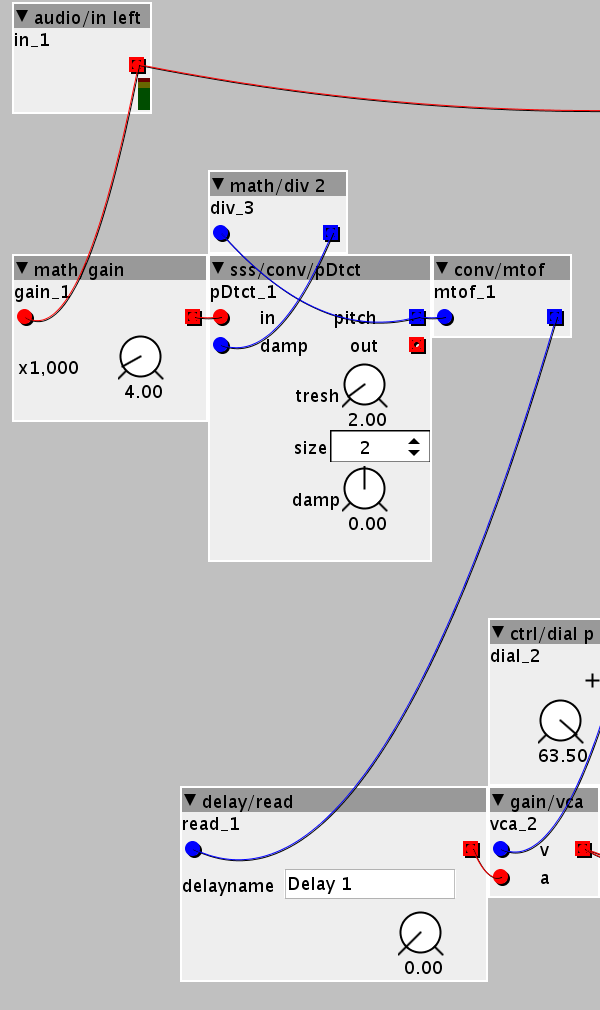 audio/in left
in_1
math/div 2
div_3
math/gain
gain_1
x1,000
4.00
sss/conv/pDtct
pDtct_1
in pitch
damp out
tresh
2.00
size 2
damp
0.00
conv/mtof
mtof_1
ctrl/dial p
dial_2
+
63.50
delay/read
read_1
delayname Delay 1
0.00
gain/vca
vca_2
v
a